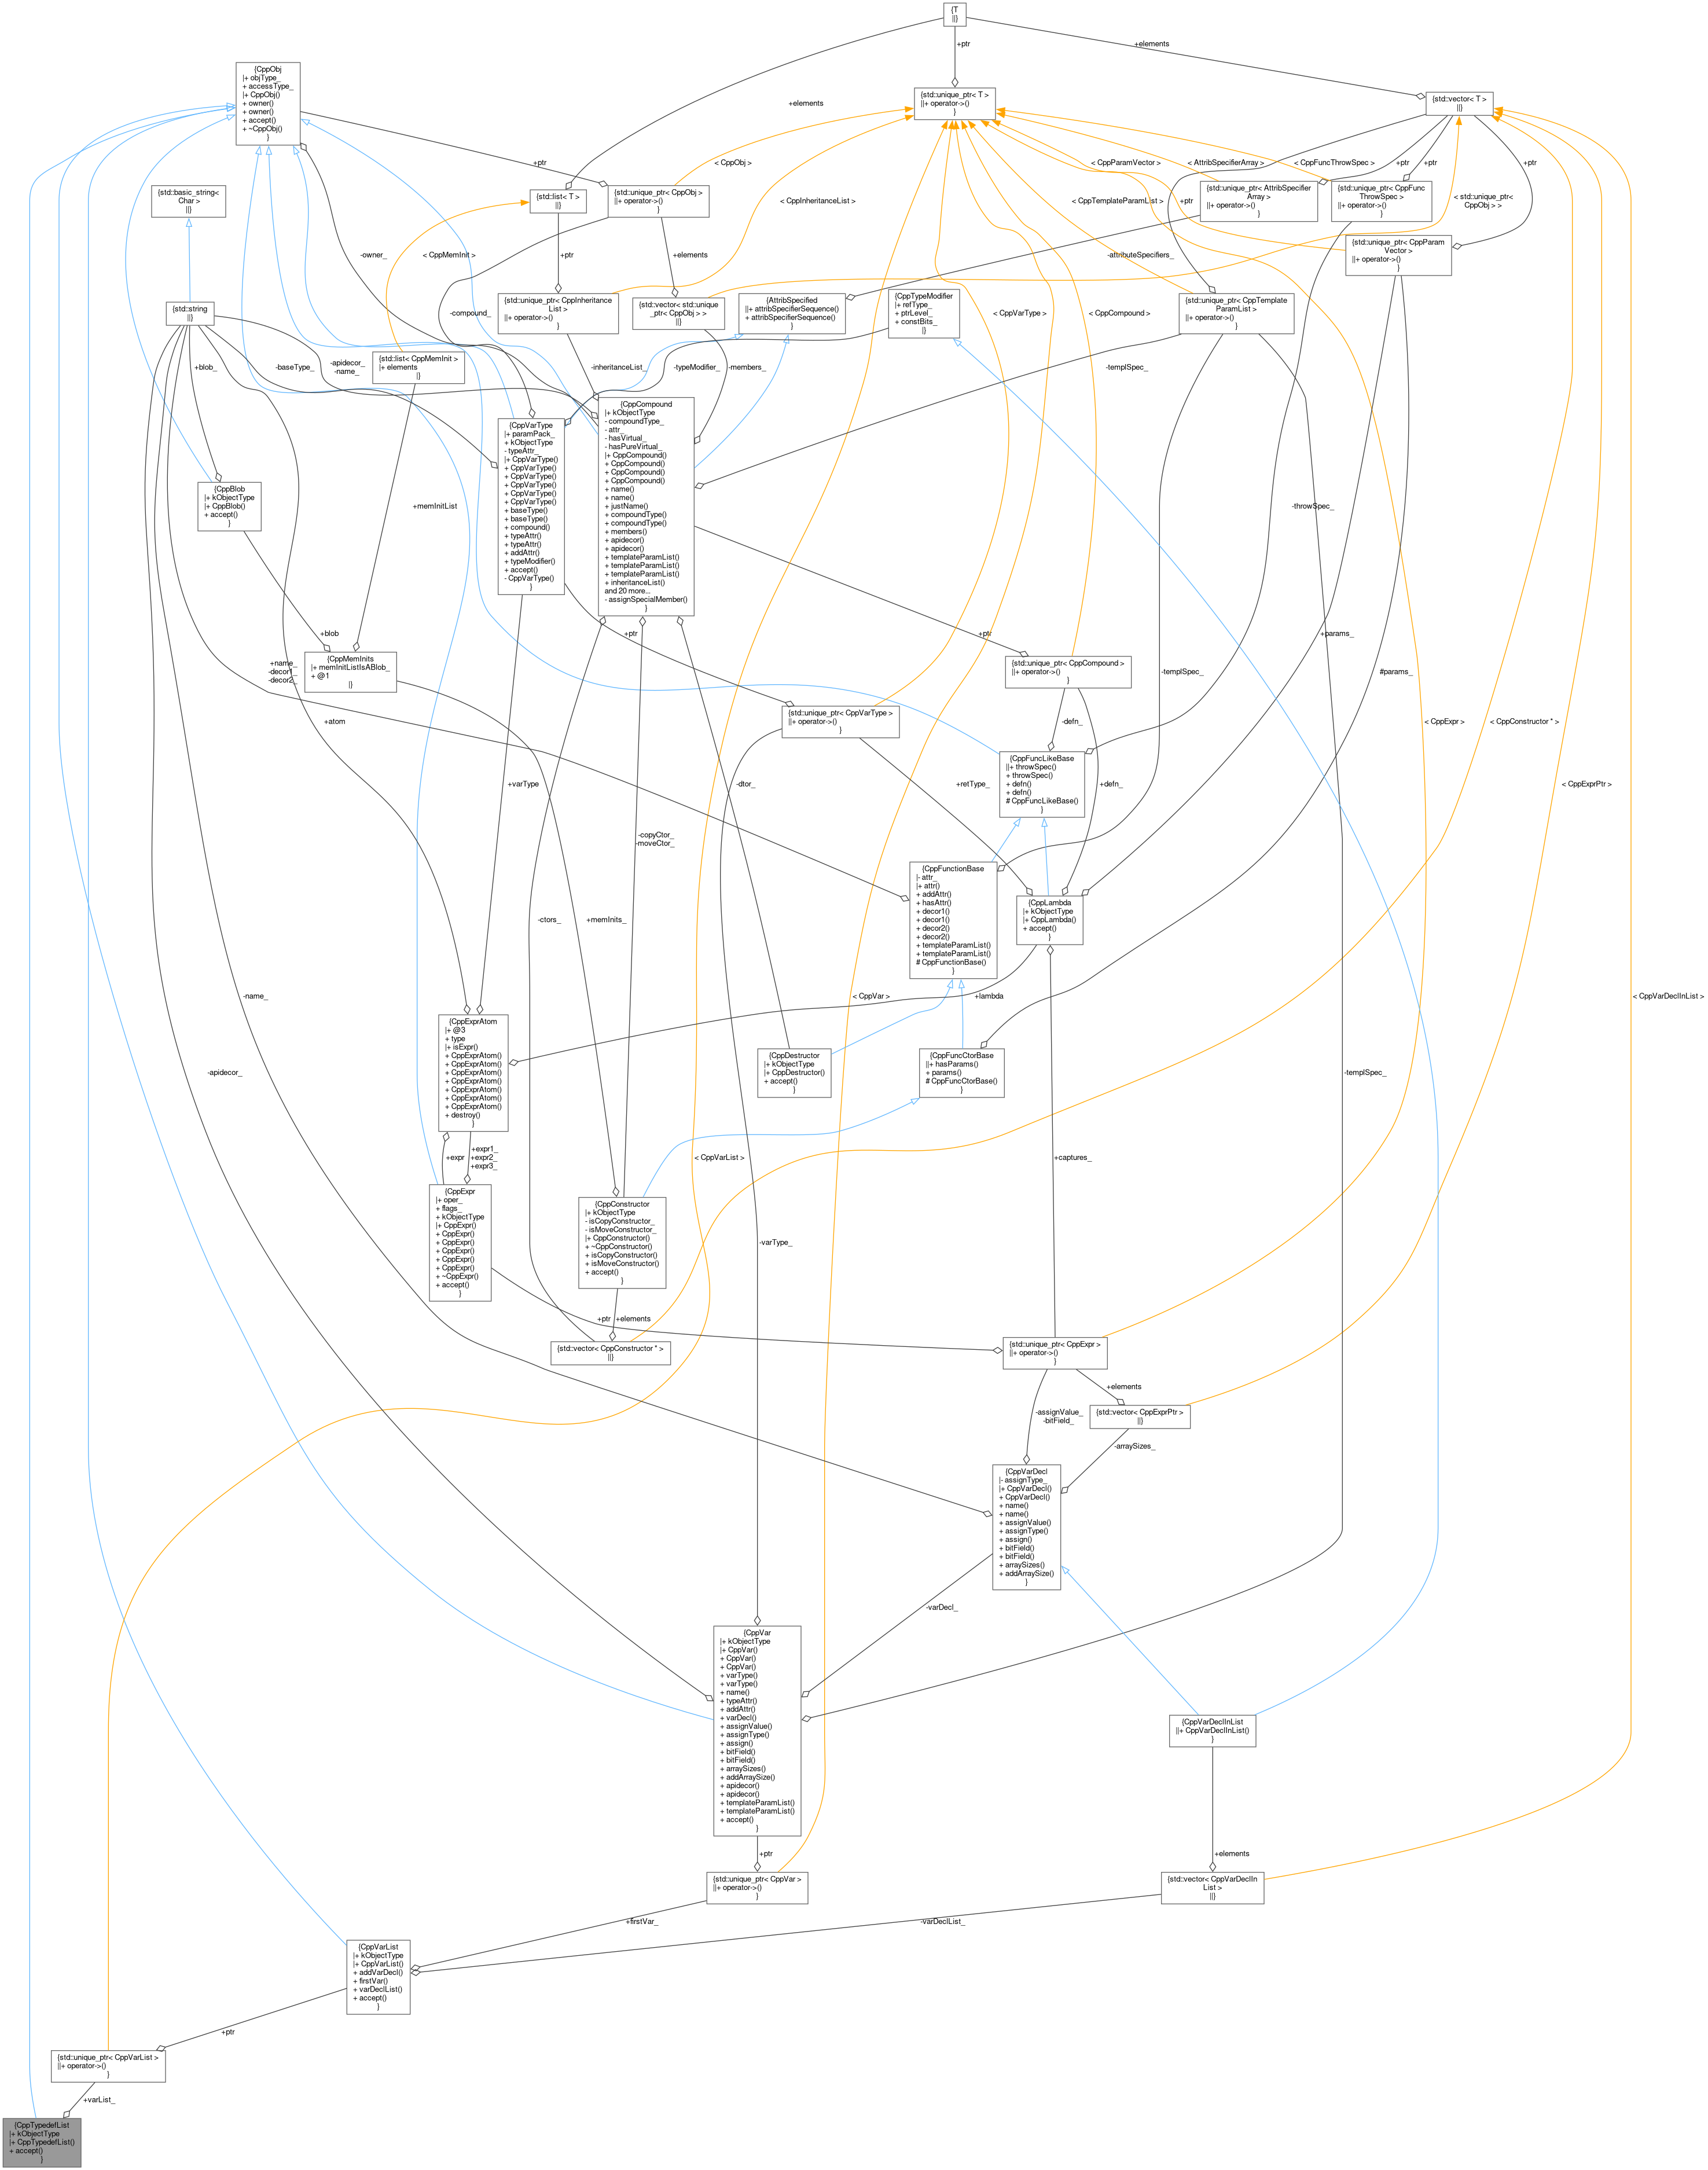 {T
||}
+ptr
+elements
+elements
{CppObj
|+ objType_
+ accessType_
|+ CppObj()
+ owner()
+ owner()
+ accept()
+ ~CppObj()
}
{std::unique_ptr< T >
||+ operator->()
}
{std::vector< T >
||}
+ptr
< CppObj >
< CppParamVector >
< AttribSpecifierArray >
< CppFuncThrowSpec >
+ptr
+ptr
+ptr
{std::basic_string<
Char >
||}
{std::list< T >
||}
{std::unique_ptr< CppObj >
||+ operator->()
}
< CppInheritanceList >
< CppTemplateParamList >
+ptr
{std::unique_ptr< AttribSpecifier
Array >
||+ operator->()
}
{std::unique_ptr< CppFunc
ThrowSpec >
||+ operator->()
}
< std::unique_ptr<
CppObj > >
{std::unique_ptr< CppParam
Vector >
||+ operator->()
}
-owner_
< CppMemInit >
+ptr
+elements
-attributeSpecifiers_
{std::string
||}
{std::unique_ptr< CppInheritance
List >
||+ operator->()
}
{std::vector< std::unique
_ptr< CppObj > >
||}
{AttribSpecified
||+ attribSpecifierSequence()
+ attribSpecifierSequence()
}
{CppTypeModifier
|+ refType_
+ ptrLevel_
+ constBits_
|}
{std::unique_ptr< CppTemplate
ParamList >
||+ operator->()
}
-compound_
< CppVarType >
< CppCompound >
+blob_
-baseType_
-apidecor_
-name_
{std::list< CppMemInit >
|+ elements
|}
-inheritanceList_
-typeModifier_
-members_
-templSpec_
{CppCompound
|+ kObjectType
- compoundType_
- attr_
- hasVirtual_
- hasPureVirtual_
|+ CppCompound()
+ CppCompound()
+ CppCompound()
+ CppCompound()
+ name()
+ name()
+ justName()
+ compoundType()
+ compoundType()
+ members()
+ apidecor()
+ apidecor()
+ templateParamList()
+ templateParamList()
+ templateParamList()
+ inheritanceList()
and 20 more...
- assignSpecialMember()
}
{CppVarType
|+ paramPack_
+ kObjectType
- typeAttr_
|+ CppVarType()
+ CppVarType()
+ CppVarType()
+ CppVarType()
+ CppVarType()
+ CppVarType()
+ baseType()
+ baseType()
+ compound()
+ typeAttr()
+ typeAttr()
+ addAttr()
+ typeModifier()
+ accept()
- CppVarType()
}
{CppBlob
|+ kObjectType
|+ CppBlob()
+ accept()
}
+memInitList
-throwSpec_
+blob
+ptr
+ptr
+params_
{CppMemInits
|+ memInitListIsABlob_
+ @1
|}
+name_
-decor1_
-decor2_
{std::unique_ptr< CppCompound >
||+ operator->()
}
-templSpec_
#params_
{std::unique_ptr< CppVarType >
||+ operator->()
}
+atom
-defn_
< CppExpr >
< CppConstructor * >
{CppFuncLikeBase
||+ throwSpec()
+ throwSpec()
+ defn()
+ defn()
# CppFuncLikeBase()
}
+varType
-dtor_
+retType_
+defn_
< CppExprPtr >
-copyCtor_
-moveCtor_
{CppFunctionBase
|- attr_
|+ attr()
+ addAttr()
+ hasAttr()
+ decor1()
+ decor1()
+ decor2()
+ decor2()
+ templateParamList()
+ templateParamList()
# CppFunctionBase()
}
{CppLambda
|+ kObjectType
|+ CppLambda()
+ accept()
}
-ctors_
+memInits_
-name_
< CppVar >
+lambda
< CppVarDeclInList >
{CppExprAtom
|+ @3
+ type
|+ isExpr()
+ CppExprAtom()
+ CppExprAtom()
+ CppExprAtom()
+ CppExprAtom()
+ CppExprAtom()
+ CppExprAtom()
+ CppExprAtom()
+ destroy()
}
{CppDestructor
|+ kObjectType
|+ CppDestructor()
+ accept()
}
{CppFuncCtorBase
||+ hasParams()
+ params()
# CppFuncCtorBase()
}
-apidecor_
-templSpec_
+expr
+expr1_
+expr2_
+expr3_
< CppVarList >
+captures_
{CppExpr
|+ oper_
+ flags_
+ kObjectType
|+ CppExpr()
+ CppExpr()
+ CppExpr()
+ CppExpr()
+ CppExpr()
+ CppExpr()
+ ~CppExpr()
+ accept()
}
{CppConstructor
|+ kObjectType
- isCopyConstructor_
- isMoveConstructor_
|+ CppConstructor()
+ ~CppConstructor()
+ isCopyConstructor()
+ isMoveConstructor()
+ accept()
}
-varType_
+ptr
+elements
{std::vector< CppConstructor * >
||}
{std::unique_ptr< CppExpr >
||+ operator->()
}
+elements
-assignValue_
-bitField_
{std::vector< CppExprPtr >
||}
-arraySizes_
{CppVarDecl
|- assignType_
|+ CppVarDecl()
+ CppVarDecl()
+ name()
+ name()
+ assignValue()
+ assignType()
+ assign()
+ bitField()
+ bitField()
+ arraySizes()
+ addArraySize()
}
-varDecl_
{CppVar
|+ kObjectType
|+ CppVar()
+ CppVar()
+ CppVar()
+ varType()
+ varType()
+ name()
+ typeAttr()
+ addAttr()
+ varDecl()
+ assignValue()
+ assignType()
+ assign()
+ bitField()
+ bitField()
+ arraySizes()
+ addArraySize()
+ apidecor()
+ apidecor()
+ templateParamList()
+ templateParamList()
+ accept()
}
{CppVarDeclInList
||+ CppVarDeclInList()
}
+ptr
+elements
{std::unique_ptr< CppVar >
||+ operator->()
}
{std::vector< CppVarDeclIn
List >
||}
+firstVar_
-varDeclList_
{CppVarList
|+ kObjectType
|+ CppVarList()
+ addVarDecl()
+ firstVar()
+ varDeclList()
+ accept()
}
+ptr
{std::unique_ptr< CppVarList >
||+ operator->()
}
+varList_
{CppTypedefList
|+ kObjectType
|+ CppTypedefList()
+ accept()
}